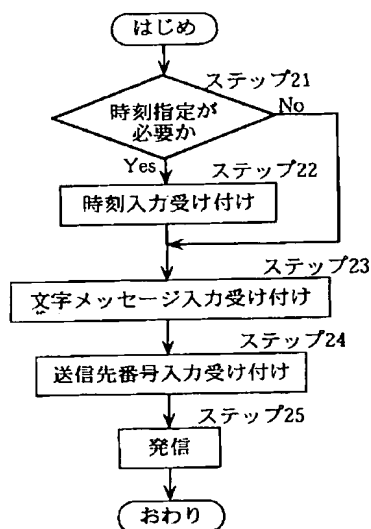 はじめ
ステップ21
時刻指定が
必要か
No
Yes
ステップ22
時刻入力受け付け
ステップ23
文字メッセージ入力受け付け
ステップ24
送信先番号入力受け付け
ステップ25
発信
おわり